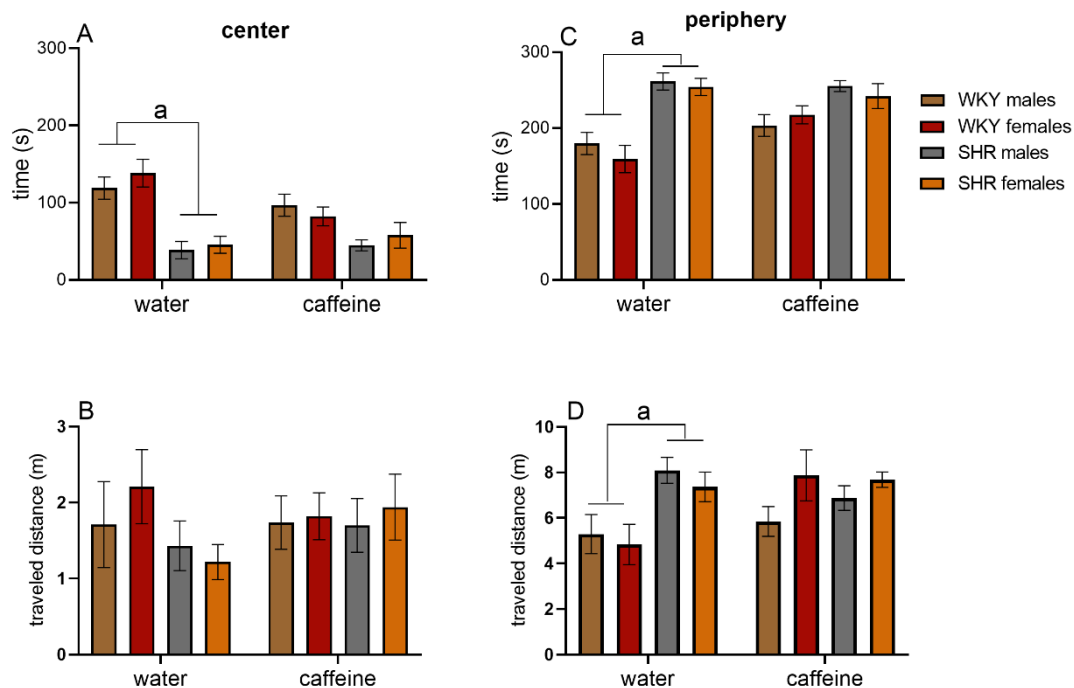 A
center
300
200
100
0
time (s)
a
water
caffeine
C
periphery
300
200
100
0
time (s)
a
water
caffeine
WKY males
WKY females
SHR males
SHR females
B
3
2
1
0
traveled distance (m)
water
caffeine
D
10
8
6
4
2
0
traveled distance (m)
a
water
caffeine